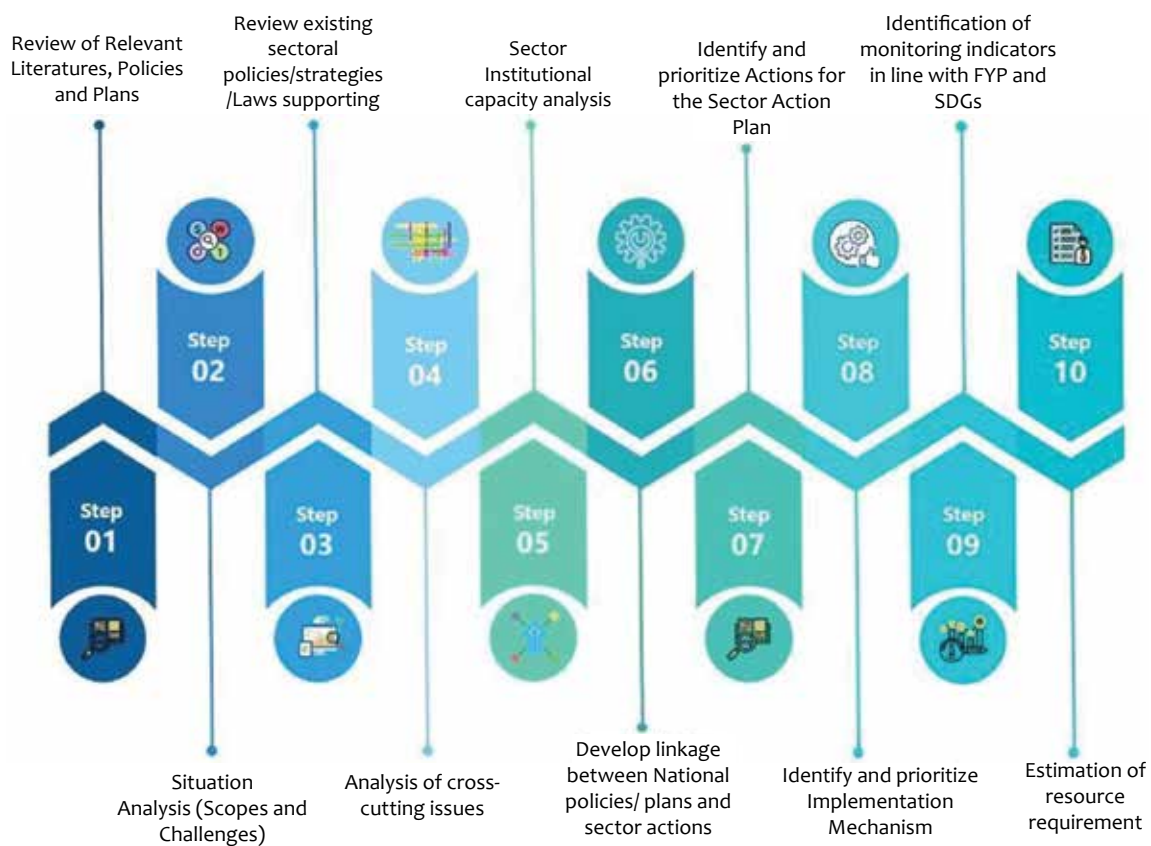 Review of Relevant
Literatures, Policies
and Plans
Review existing
sectoral
policies/strategies
/Laws supporting
Sector
Institutional
capacity analysis
Identify and
prioritize Actions for
the Sector Action
Plan
Identification of
monitoring indicators
in line with FYP and
SDGs
Step
02
Step
04
Step
06
Step
08
Step
10
Step
01
Step
03
Step
05
Step
07
Step
09
Situation
Analysis (Scopes and
Challenges)
Analysis of cross-
cutting issues
Develop linkage
between National
policies/ plans and
sector actions
Identify and prioritize
Implementation
Mechanism
Estimation of
resource
requirement